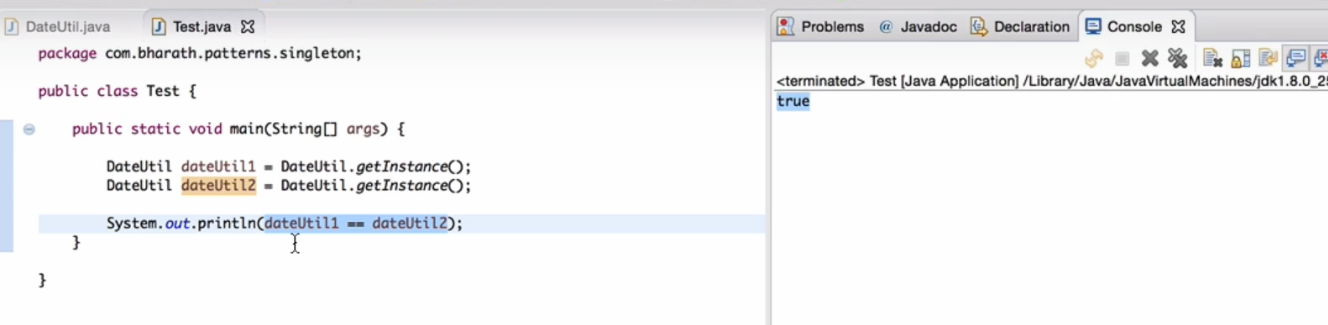 DateUtil.java
Test.java
package com.bharath.patterns.singleton;
public class Test {
public static void main(String[] args) {
DateUtil dateUtil1 = DateUtil.getInstance();
DateUtil dateUtil2 = DateUtil.getInstance();
System.out.println(dateUtil1 == dateUtil2);
}
}
Problems @ Javadoc Declaration Console
<terminated> Test [Java Application] /Library/Java/JavaVirtualMachines/jdk1.8.0_2
true